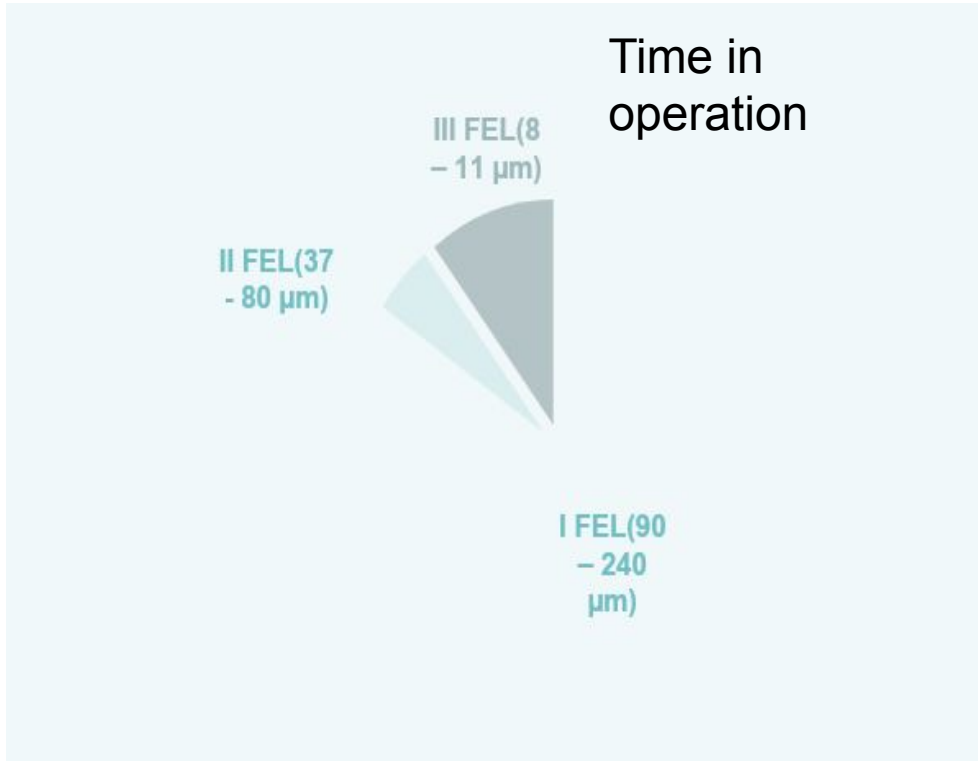 Time in
operation
III FEL(8
– 11 µm)
II FEL(37
- 80 µm)
I FEL(90
– 240
µm)